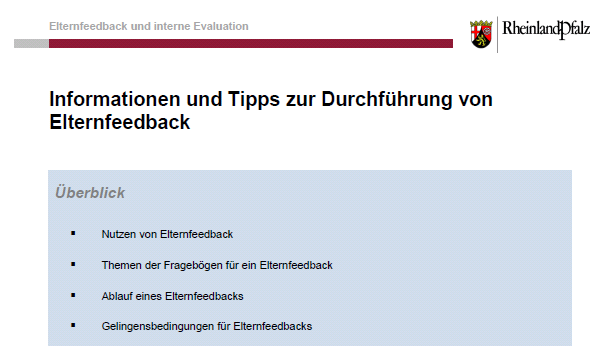 Elternfeedback und interne Evaluation
RheinlandPfalz
Informationen und Tipps zur Durchführung von
Elternfeedback
Überblick
▪ Nutzen von Elternfeedback
▪ Themen der Fragebögen für ein Elternfeedback
▪ Ablauf eines Elternfeedbacks
▪ Gelingensbedingungen für Elternfeedbacks